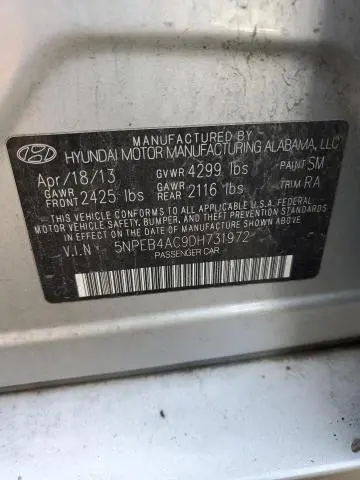 MANUFACTURED BY
HYUNDAI MOTOR MANUFACTURING ALABAMA, LLC
Apr/18/13 GVWR 4299 lbs PAINT SM
GAWR FRONT 2425 lbs GAWR REAR 2116 lbs TRIM RA
THIS VEHICLE CONFORMS TO ALL APPLICABLE U.S.A. FEDERAL
MOTOR VEHICLE SAFETY, BUMPER, AND THEFT PREVENTION
STANDARDS IN EFFECT ON THE DATE OF MANUFACTURE SHOWN ABOVE.
V.I.N 5NPEB4AC9DH731972
PASSENGER CAR